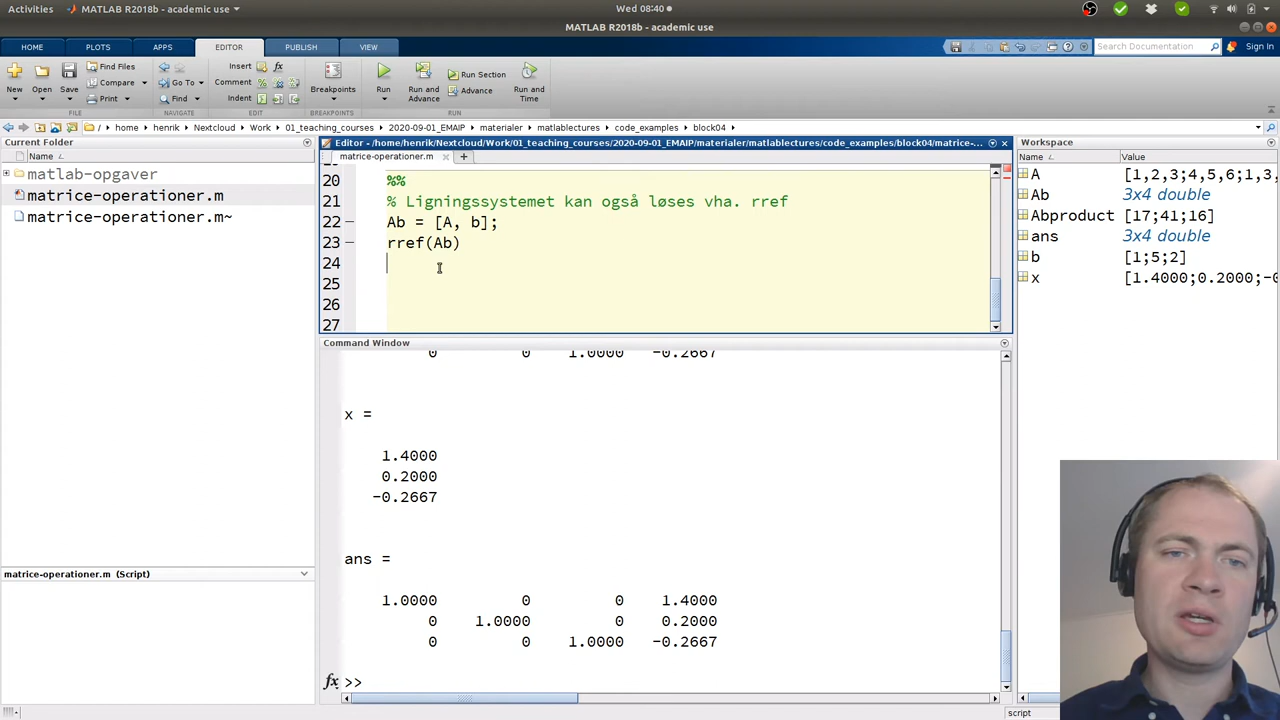 Activities MATLAB R2018b - academic use Wed 08:40
MATLAB R2018b - academic use
HOME PLOTS APPS EDITOR PUBLISH VIEW Search Documentation Sign In
New Open Save Find Files Compare Print Go To Find Insert fx Comment % Indent Breakpoints Run Run and Advance Run Section Advance Run and Time
FILE NAVIGATE EDIT BREAKPOINTS RUN
/ home henrik Nextcloud Work 01_teaching_courses 2020-09-01_EMAIP materialer matlablectures code_examples block04
Current Folder
Name
matlab-opgaver
matrice-operationer.m
matrice-operationer.m~
matrice-operationer.m (Script)
Editor - /home/henrik/Nextcloud/Work/01_teaching_courses/2020-09-01_EMAIP/materialer/matlablectures/code_examples/block04/matrice-...
matrice-operationer.m
20 %%
21 % Ligningssystemet kan også løses vha. rref
22 Ab = [A, b];
23 rref(Ab)
24
25
26
27
Command Window
0 0 1.0000 -0.2667
x =
1.4000
0.2000
-0.2667
ans =
1.0000 0 0 1.4000
0 1.0000 0 0.2000
0 0 1.0000 -0.2667
fx >>
Workspace
Name Value
A [1,2,3;4,5,6;1,3,
Ab 3x4 double
Abproduct [17;41;16]
ans 3x4 double
b [1;5;2]
x [1.4000;0.2000;-0
script